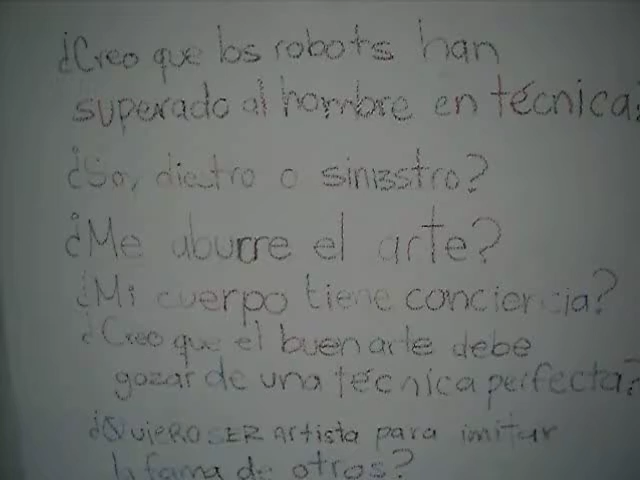 ¿Creo que los robots han
superado al hombre en técnica?
¿Soy diestro o siniestro?
¿Me aburre el arte?
¿Mi cuerpo tiene conciencia?
¿Creo que el buen arte debe
gozar de una técnica perfecta?
¿QUIERO SER Artista para imitar
la fama de otros?